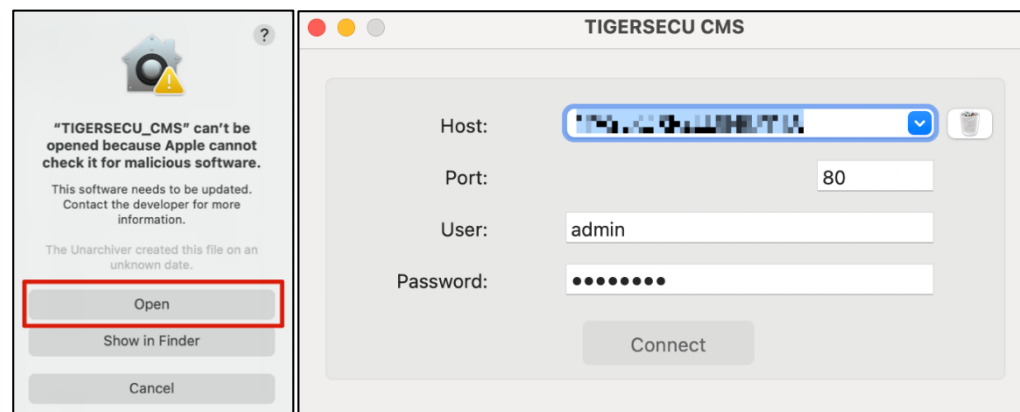 ?
“TIGERSECU_CMS” can’t be
opened because Apple cannot
check it for malicious software.
This software needs to be updated.
Contact the developer for more
information.
The Unarchiver created this file on an
unknown date.
Open
Show in Finder
Cancel
TIGERSECU CMS
Host:
Port: 80
User: admin
Password: ●●●●●●●●
Connect